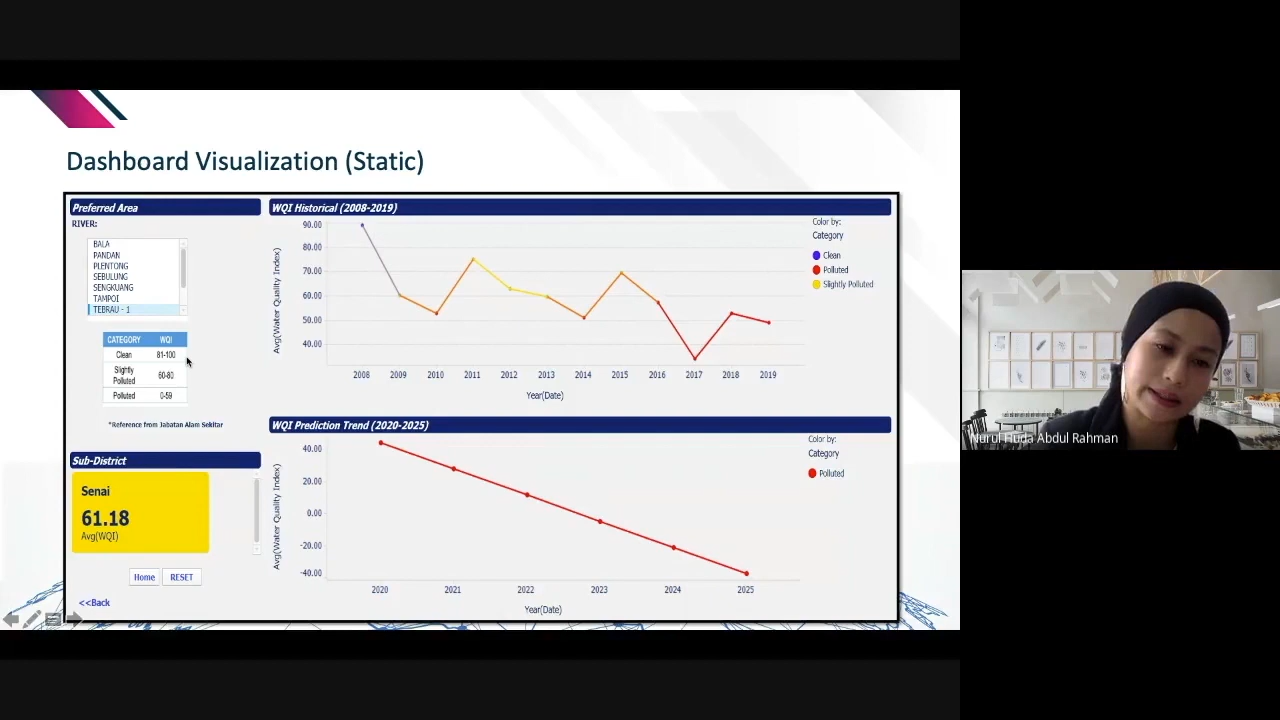 Dashboard Visualization (Static)
Preferred Area
RIVER:
BALA
PANDAN
PLENTONG
SEBULUNG
SENGKUANG
TAMPOI
TEBRAU - 1
CATEGORY WQI
Clean 81-100
Slightly
Polluted 60-80
Polluted 0-59
*Reference from Jabatan Alam Sekitar
Sub-District
Senai
61.18
Avg(WQI)
Home RESET
<<Back
WQI Historical (2008-2019)
Avg(Water Quality Index)
90.00
80.00
70.00
60.00
50.00
40.00
2008 2009 2010 2011 2012 2013 2014 2015 2016 2017 2018 2019
Year(Date)
Color by:
Category
Clean
Polluted
Slightly Polluted
WQI Prediction Trend (2020-2025)
Avg(Water Quality Index)
40.00
20.00
0.00
-20.00
-40.00
2020 2021 2022 2023 2024 2025
Year(Date)
Color by:
Category
Polluted
Nurul Huda Abdul Rahman